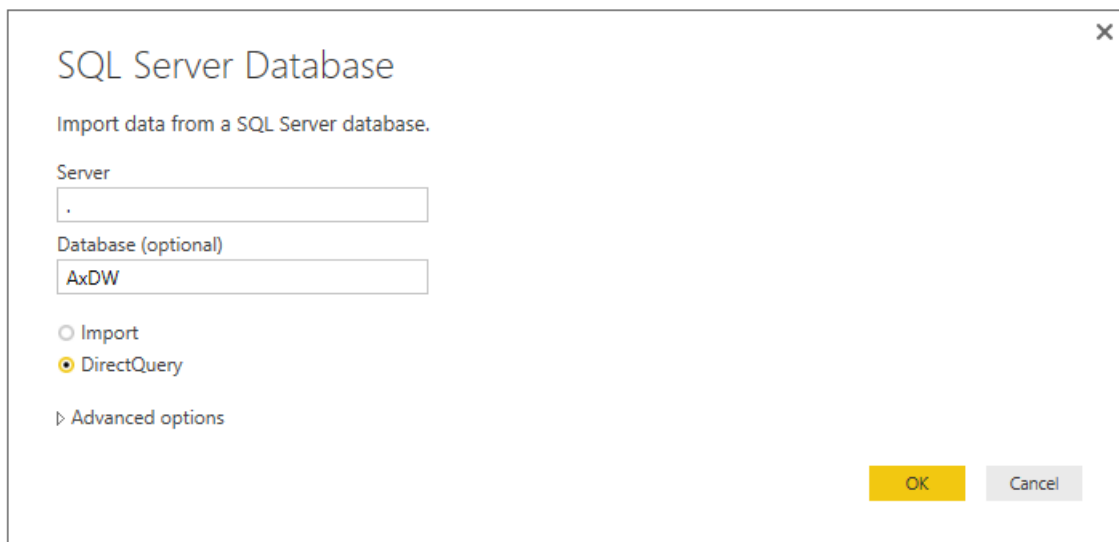 SQL Server Database
Import data from a SQL Server database.
Server
.
Database (optional)
AxDW
Import
DirectQuery
Advanced options
OK Cancel